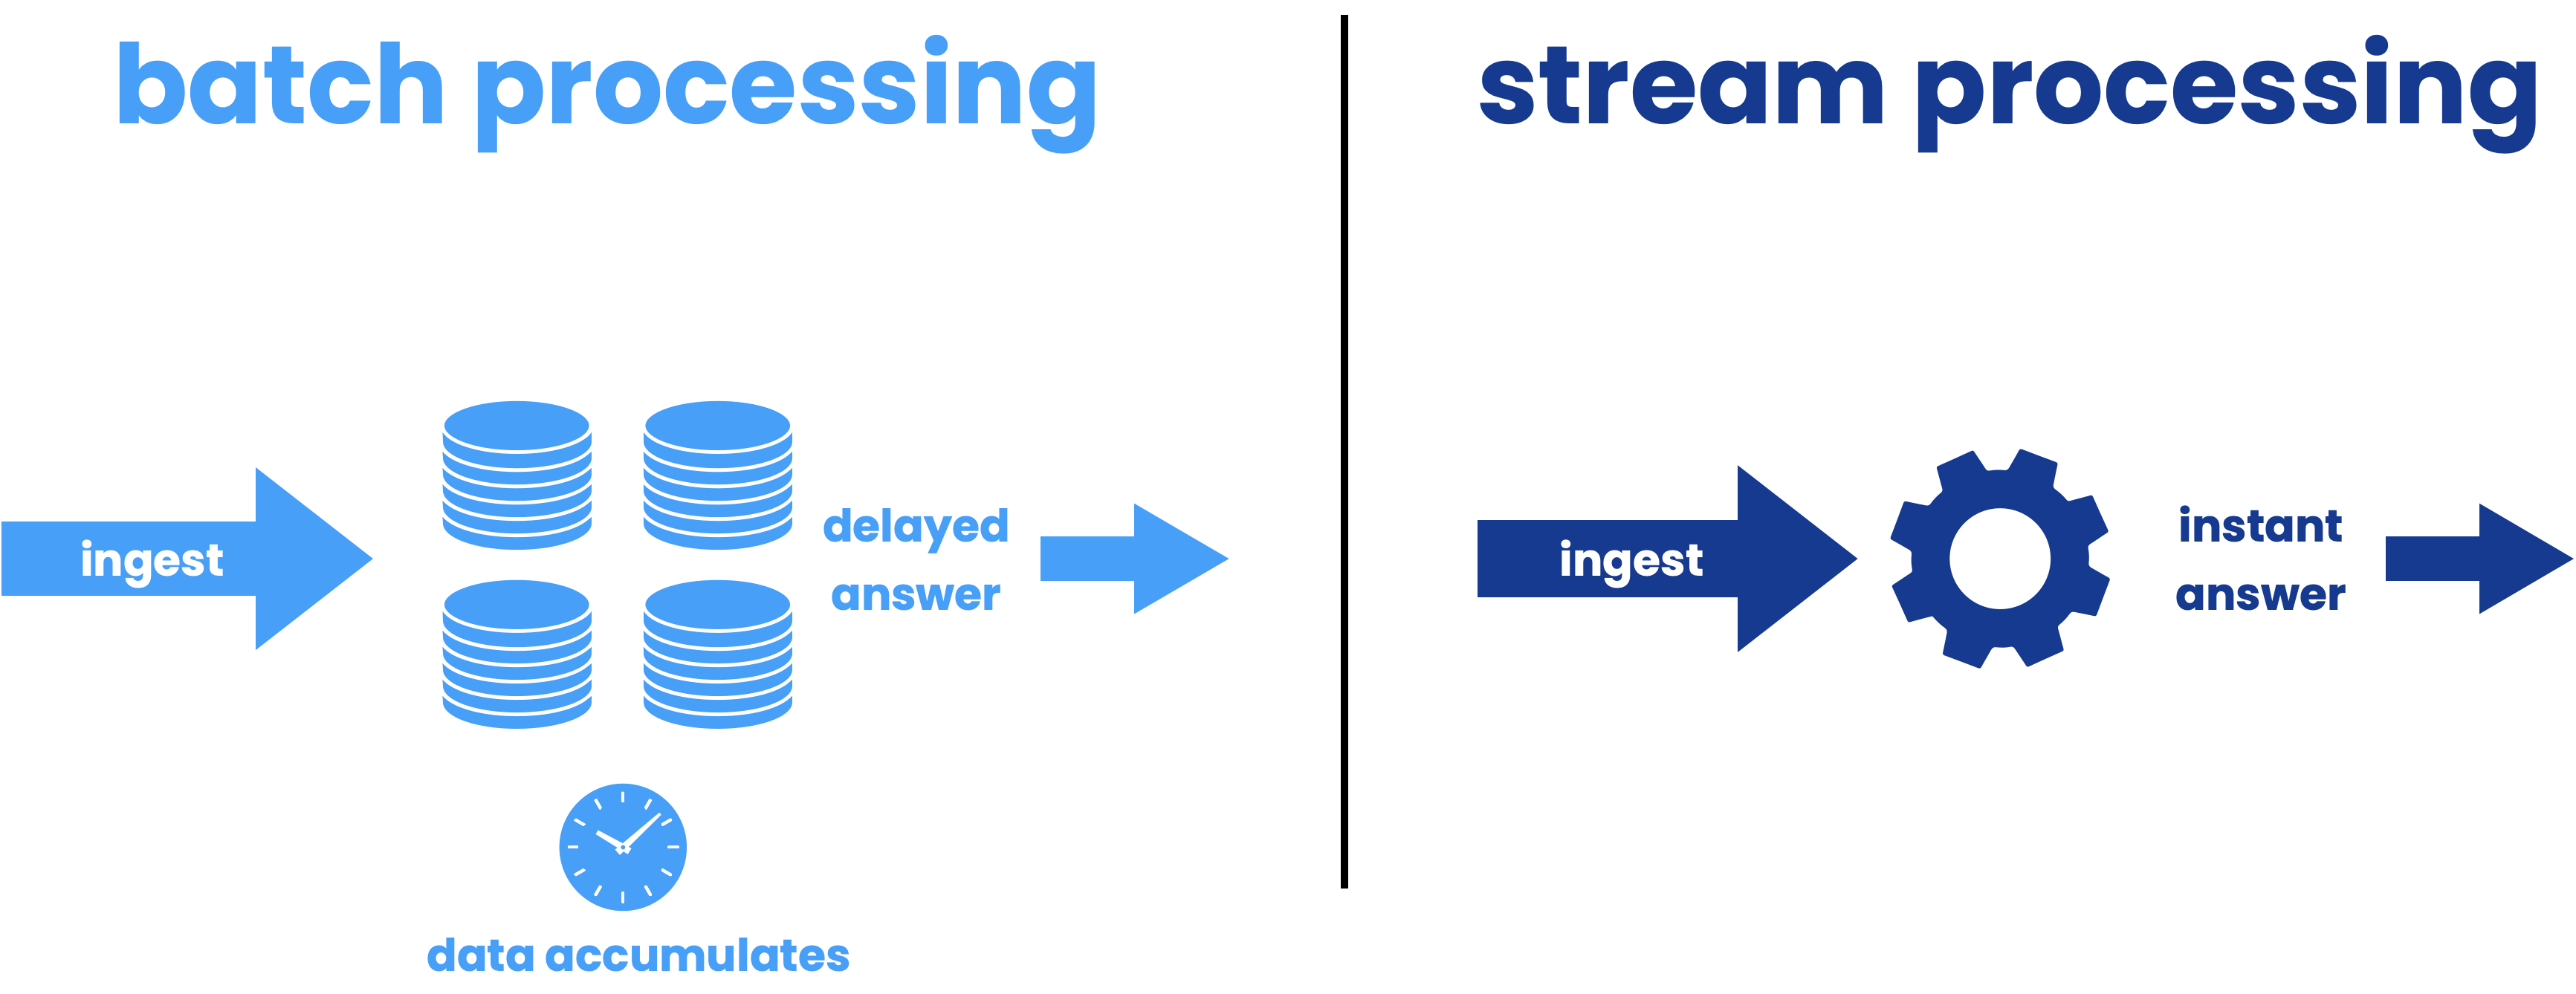 batch processing
ingest
delayed
answer
data accumulates
stream processing
ingest
instant
answer